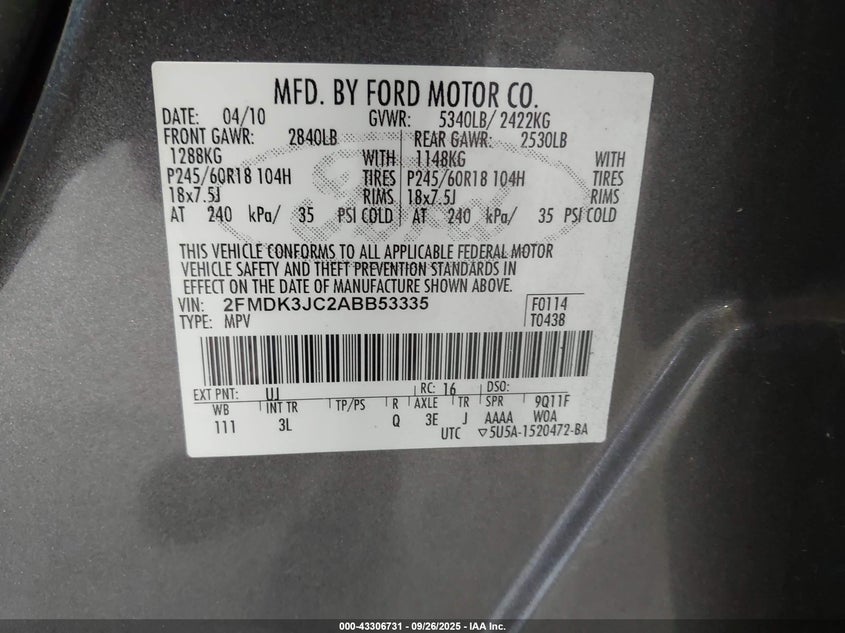 MFD. BY FORD MOTOR CO.
DATE: 04/10 GVWR: 5340LB/ 2422KG
FRONT GAWR: 2840LB REAR GAWR: 2530LB
1288KG WITH 1148KG WITH
P245/60R18 104H TIRES P245/60R18 104H TIRES
18x7.5J RIMS 18x7.5J RIMS
AT 240 kPa/ 35 PSI COLD AT 240 kPa/ 35 PSI COLD
Ford
THIS VEHICLE CONFORMS TO ALL APPLICABLE FEDERAL MOTOR
VEHICLE SAFETY AND THEFT PREVENTION STANDARDS IN
EFFECT ON THE DATE OF MANUFACTURE SHOWN ABOVE.
VIN: 2FMDK3JC2ABB53335 F0114
TYPE: MPV T0438
EXT PNT: UJ RC: 16 DSO:
WB INT TR TP/PS R AXLE TR SPR 9Q11F
111 3L Q 3E J AAAA W0A
UTC ▽5U5A-1520472-BA
000-43306731 - 09/26/2025 - IAA Inc.